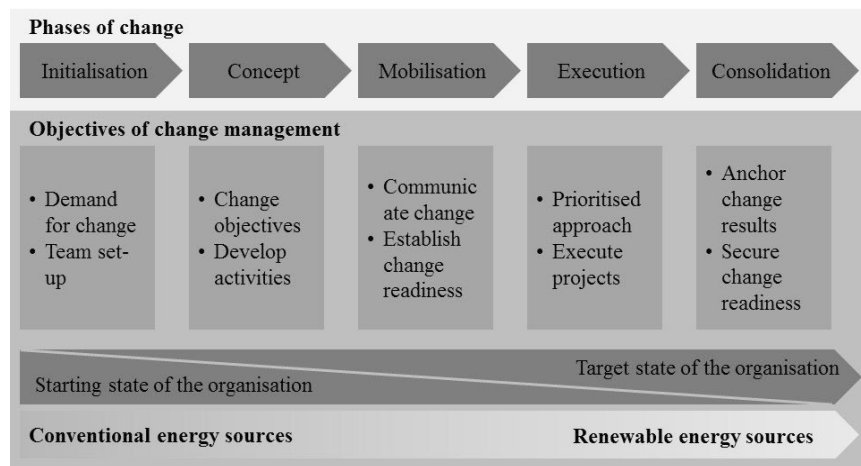 Phases of change
Initialisation
Concept
Mobilisation
Execution
Consolidation
Objectives of change management
• Demand
for change
• Team set-
up
• Change
objectives
• Develop
activities
• Communic
ate change
• Establish
change
readiness
• Prioritised
approach
• Execute
projects
• Anchor
change
results
• Secure
change
readiness
Starting state of the organisation
Target state of the organisation
Conventional energy sources
Renewable energy sources